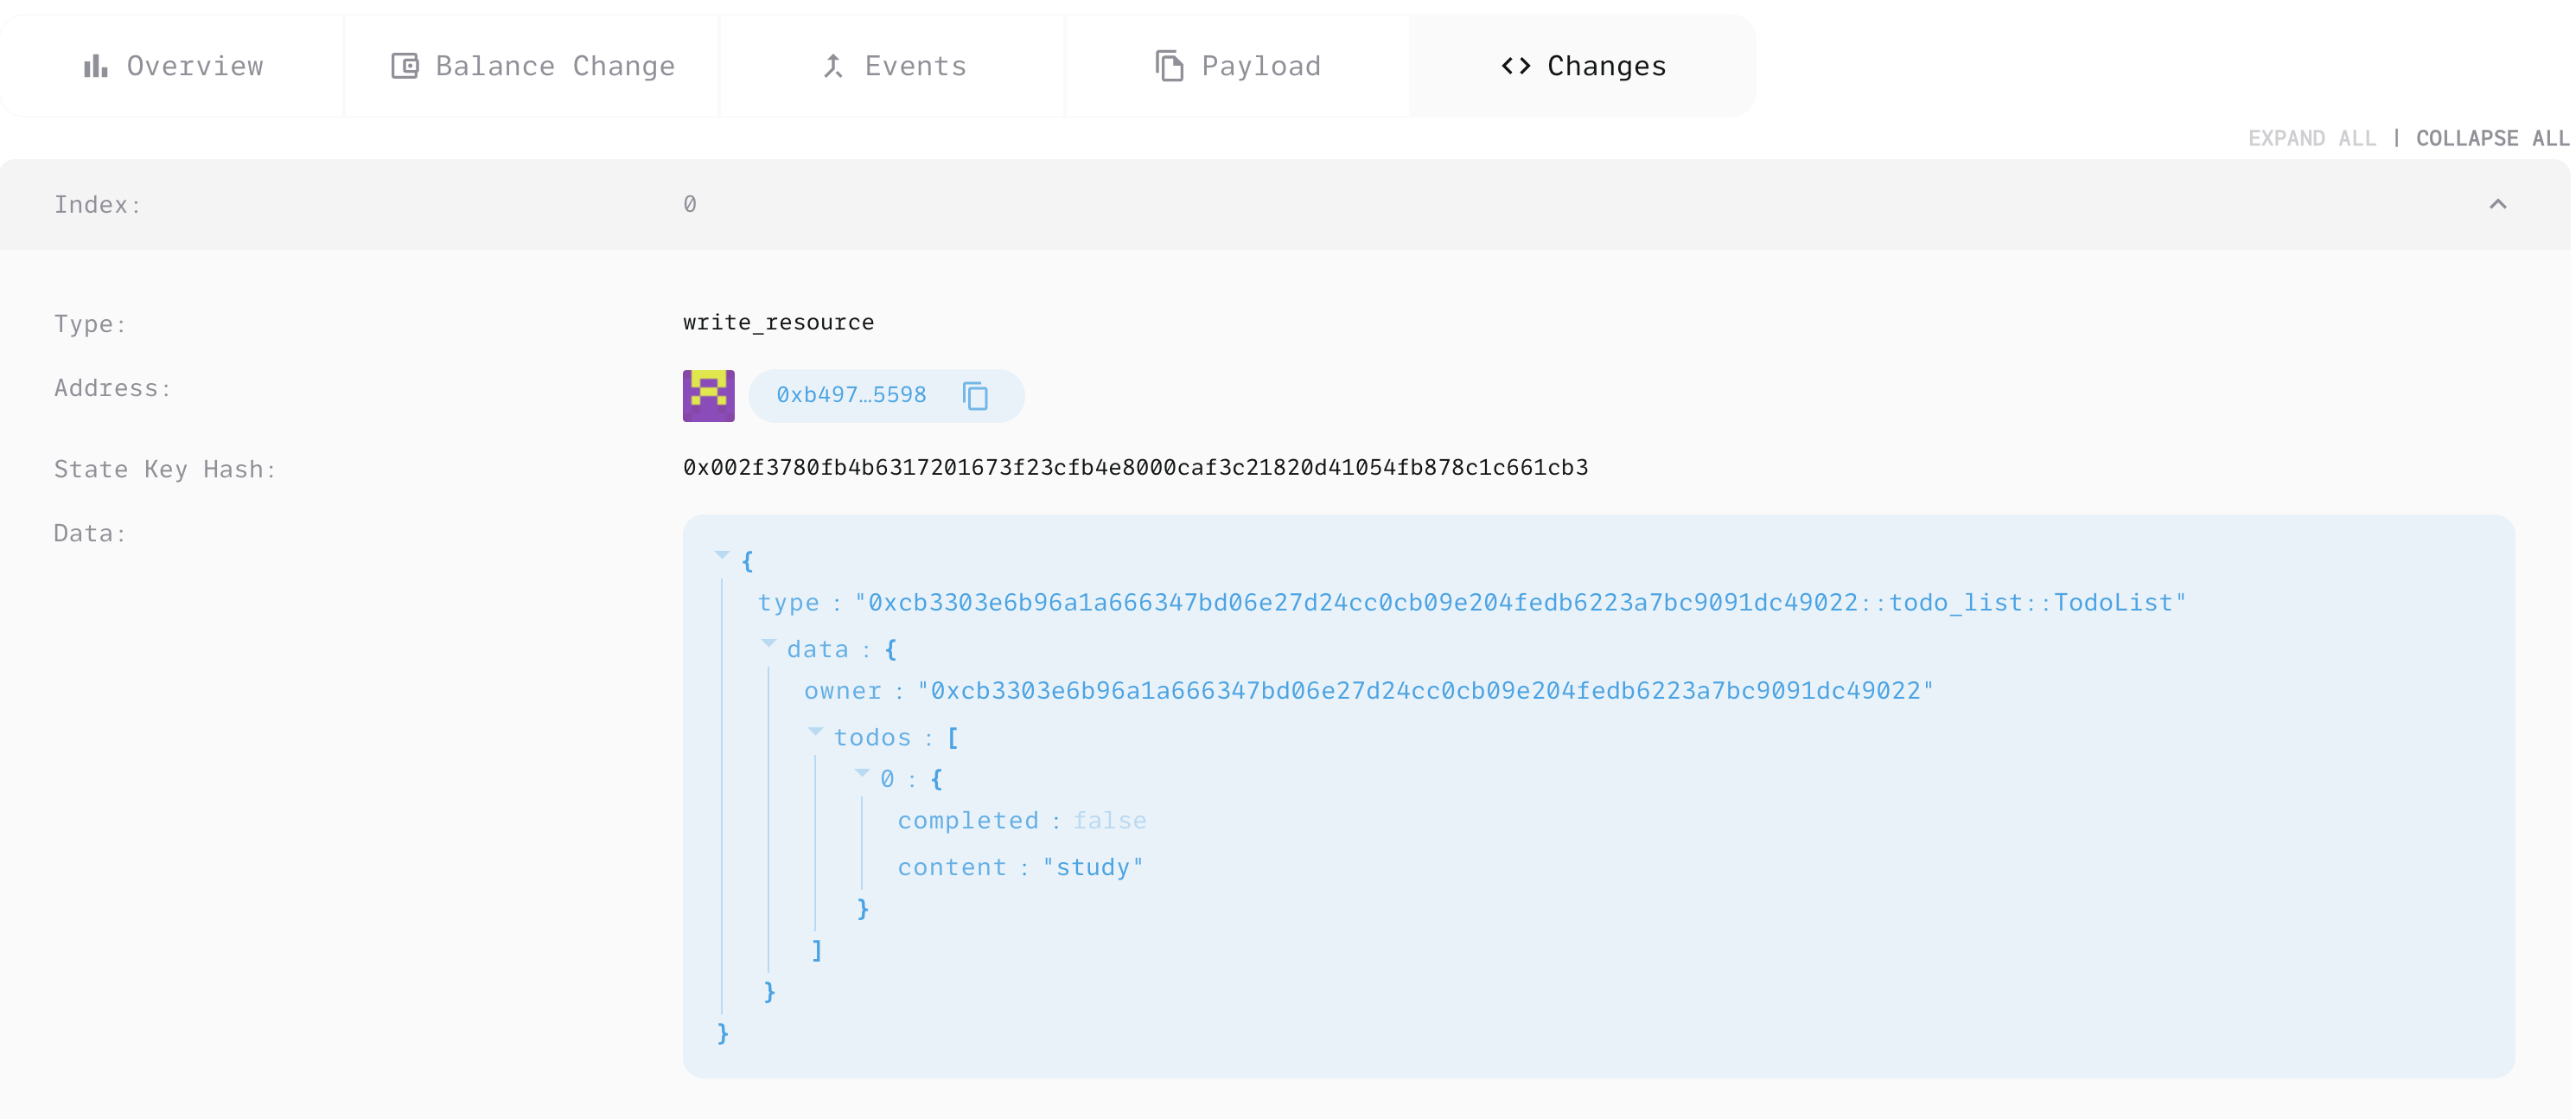 Overview
Balance Change
Events
Payload
Changes
EXPAND ALL | COLLAPSE ALL
Index: 0
Type: write_resource
Address: 0xb497…5598
State Key Hash: 0x002f3780fb4b6317201673f23cfb4e8000caf3c21820d41054fb878c1c661cb3
Data:
{
type : "0xcb3303e6b96a1a666347bd06e27d24cc0cb09e204fedb6223a7bc9091dc49022::todo_list::TodoList"
data : {
owner : "0xcb3303e6b96a1a666347bd06e27d24cc0cb09e204fedb6223a7bc9091dc49022"
todos : [
0 : {
completed : false
content : "study"
}
]
}
}